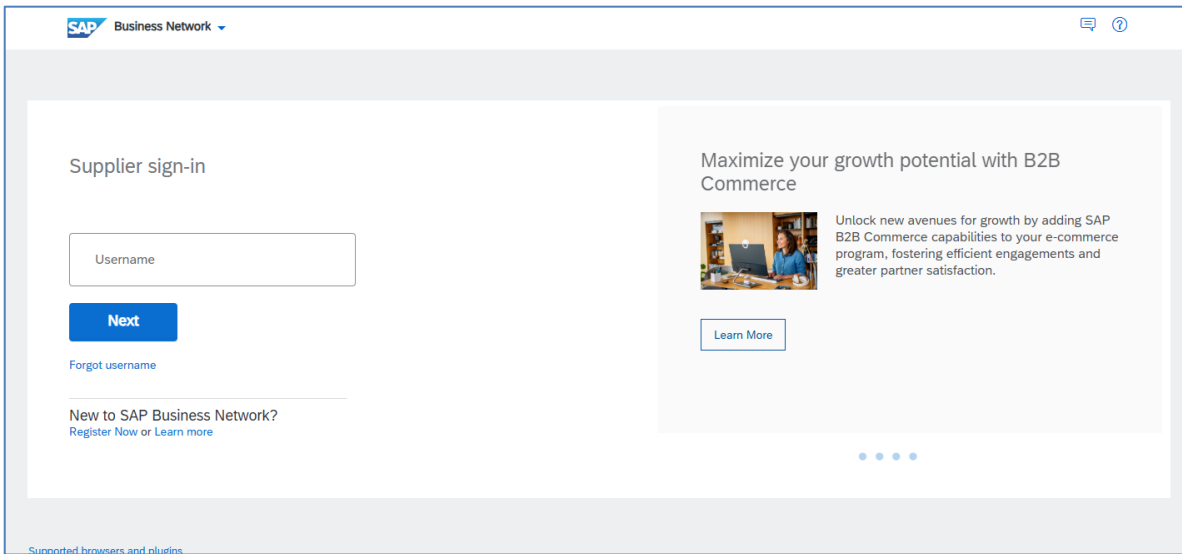 SAP Business Network
Supplier sign-in
Username
Next
Forgot username
New to SAP Business Network?
Register Now or Learn more
Maximize your growth potential with B2B
Commerce
Unlock new avenues for growth by adding SAP
B2B Commerce capabilities to your e-commerce
program, fostering efficient engagements and
greater partner satisfaction.
Learn More
Supported browsers and plugins